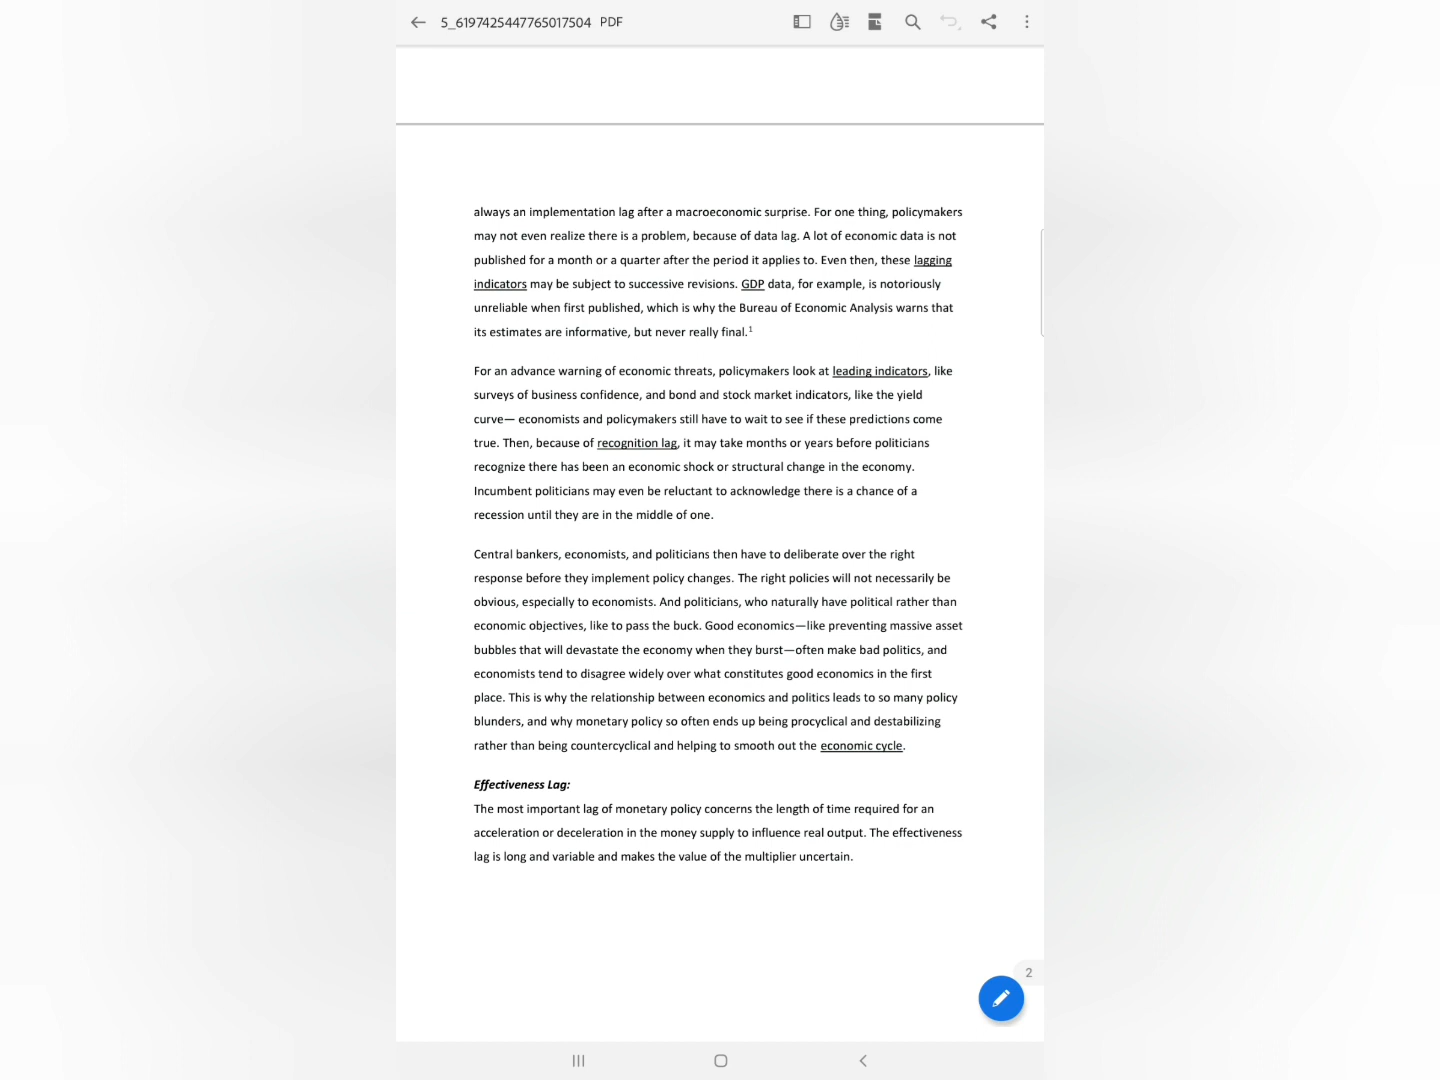 5_6197425447765017504 PDF
always an implementation lag after a macroeconomic surprise. For one thing, policymakers
may not even realize there is a problem, because of data lag. A lot of economic data is not
published for a month or a quarter after the period it applies to. Even then, these lagging
indicators may be subject to successive revisions. GDP data, for example, is notoriously
unreliable when first published, which is why the Bureau of Economic Analysis warns that
its estimates are informative, but never really final.1
For an advance warning of economic threats, policymakers look at leading indicators, like
surveys of business confidence, and bond and stock market indicators, like the yield
curve— economists and policymakers still have to wait to see if these predictions come
true. Then, because of recognition lag, it may take months or years before politicians
recognize there has been an economic shock or structural change in the economy.
Incumbent politicians may even be reluctant to acknowledge there is a chance of a
recession until they are in the middle of one.
Central bankers, economists, and politicians then have to deliberate over the right
response before they implement policy changes. The right policies will not necessarily be
obvious, especially to economists. And politicians, who naturally have political rather than
economic objectives, like to pass the buck. Good economics—like preventing massive asset
bubbles that will devastate the economy when they burst—often make bad politics, and
economists tend to disagree widely over what constitutes good economics in the first
place. This is why the relationship between economics and politics leads to so many policy
blunders, and why monetary policy so often ends up being procyclical and destabilizing
rather than being countercyclical and helping to smooth out the economic cycle.
Effectiveness Lag:
The most important lag of monetary policy concerns the length of time required for an
acceleration or deceleration in the money supply to influence real output. The effectiveness
lag is long and variable and makes the value of the multiplier uncertain.
2